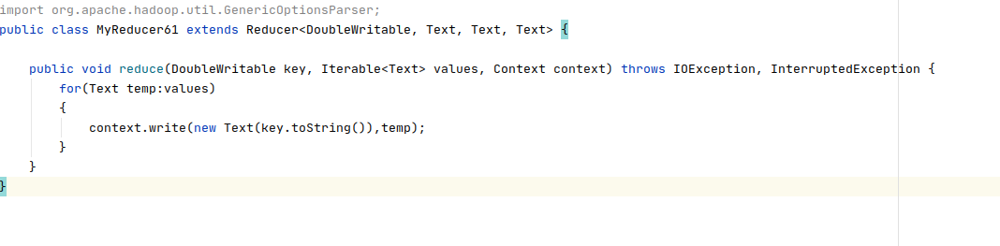 import org.apache.hadoop.util.GenericOptionsParser;
public class MyReducer61 extends Reducer<DoubleWritable, Text, Text, Text> {
    public void reduce(DoubleWritable key, Iterable<Text> values, Context context) throws IOException, InterruptedException {
        for(Text temp:values)
        {
            context.write(new Text(key.toString()),temp);
        }
    }
}